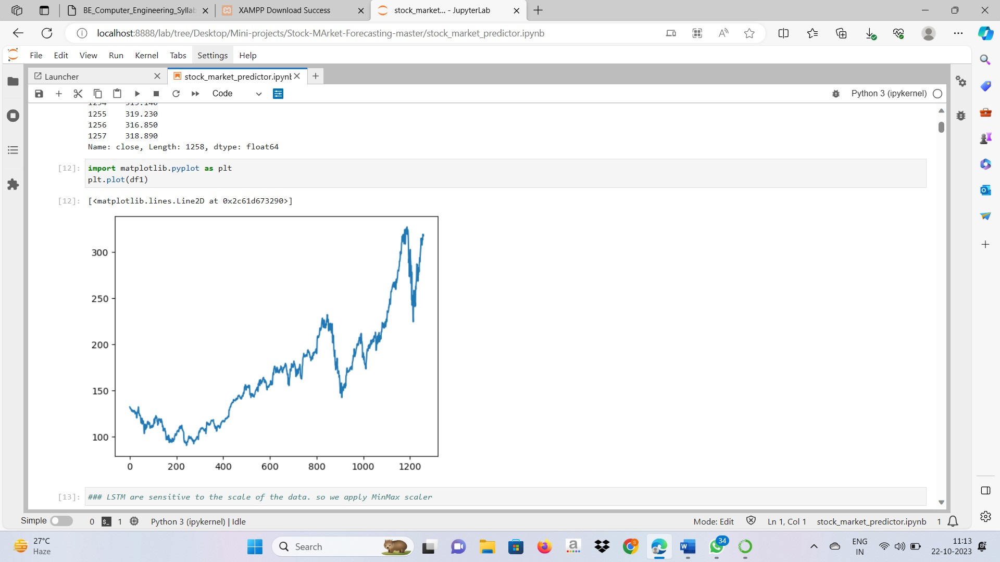 BE_Computer_Engineering_Syllab
XAMPP Download Success
stock_market... - JupyterLab
localhost:8888/lab/tree/Desktop/Mini-projects/Stock-MArket-Forecasting-master/stock_market_predictor.ipynb
File Edit View Run Kernel Tabs Settings Help
Launcher
stock_market_predictor.ipynb
Code
Python 3 (ipykernel)
1255 319.230
1256 316.850
1257 318.890
Name: close, Length: 1258, dtype: float64
[12]: import matplotlib.pyplot as plt
plt.plot(df1)
[12]: [<matplotlib.lines.Line2D at 0x2c61d673290>]
300
250
200
150
100
0 200 400 600 800 1000 1200
[13]: ### LSTM are sensitive to the scale of the data. so we apply MinMax scaler
Simple 0 1 Python 3 (ipykernel) | Idle Mode: Edit Ln 1, Col 1 stock_market_predictor.ipynb 1
27°C
Haze
Search
34
ENG
IN
11:13
22-10-2023